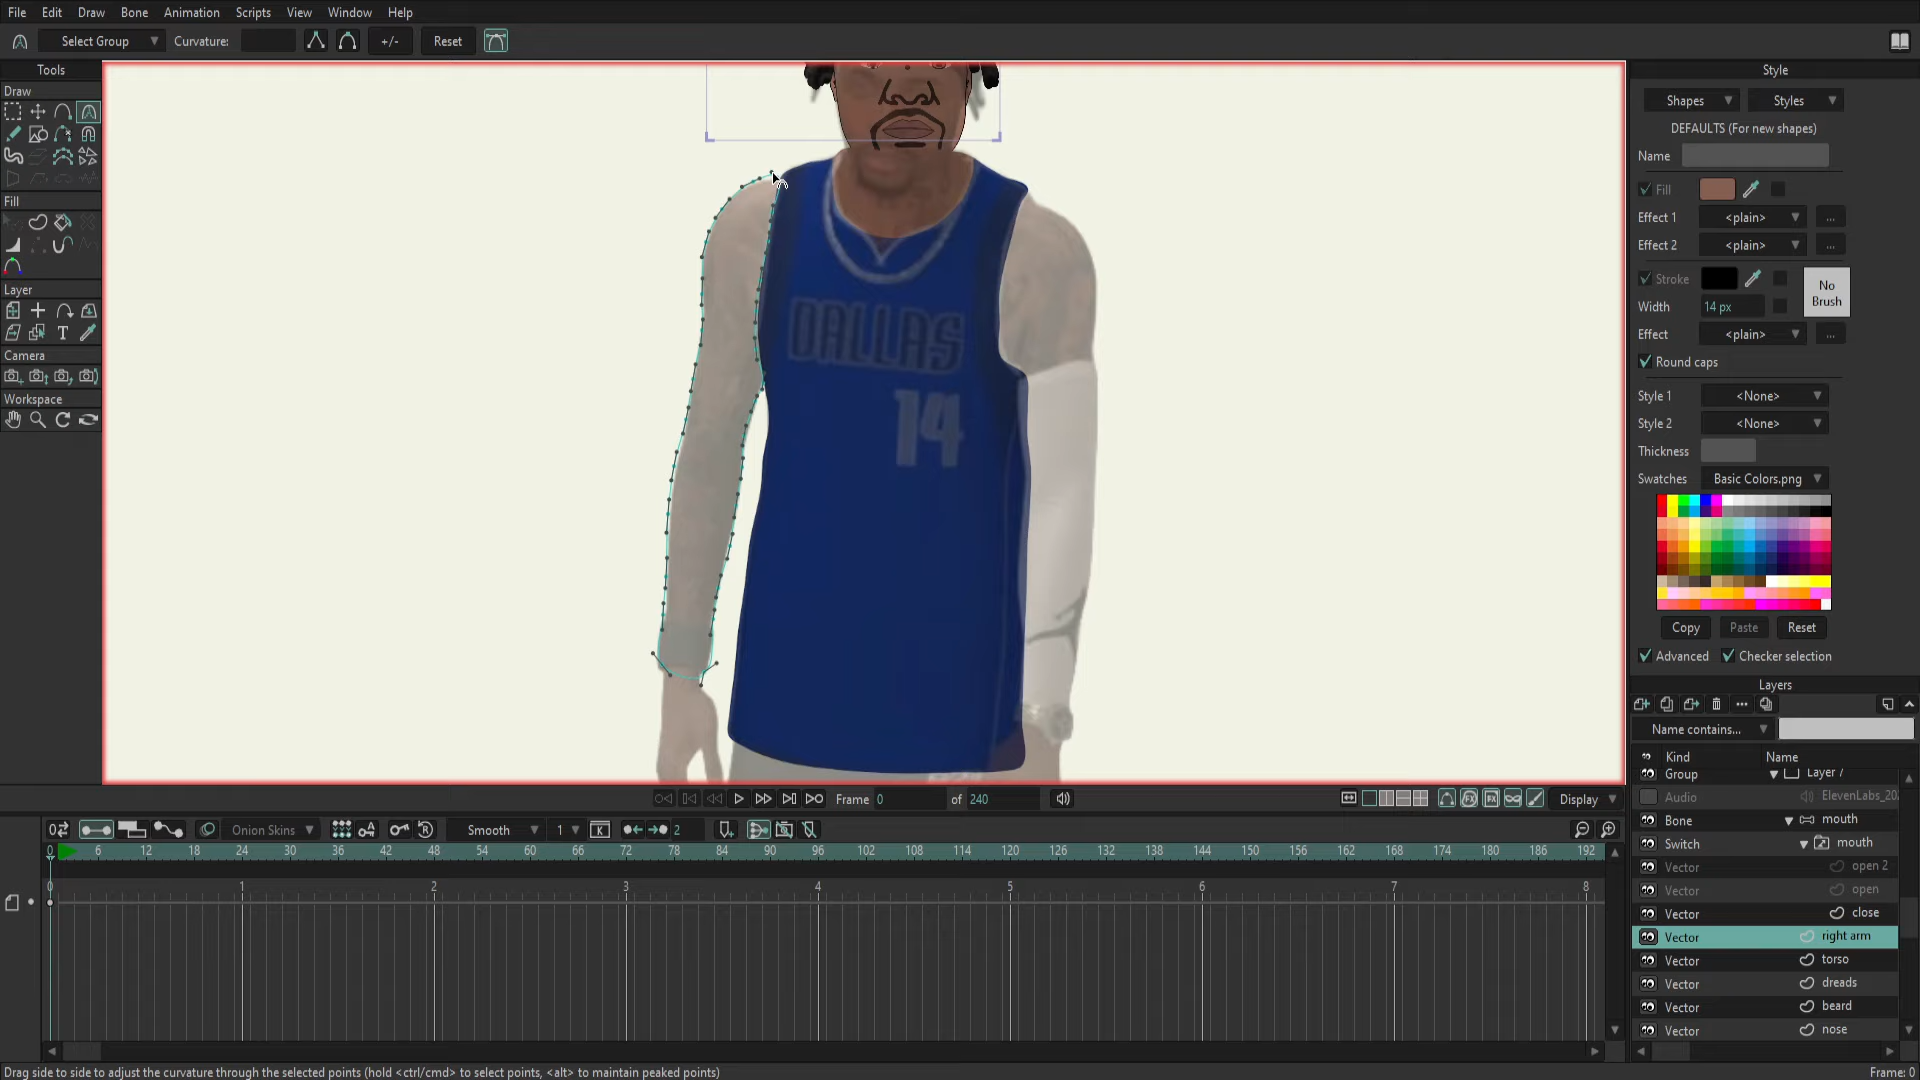 File Edit Draw Bone Animation Scripts View Window Help
Select Group Curvature: +/- Reset
Tools
Draw
Fill
Layer
T
Camera
Workspace
DALLAS
14
Style
Shapes Styles
DEFAULTS (For new shapes)
Name
Fill
Effect 1 <plain> ...
Effect 2 <plain> ...
Stroke
No Brush
Width 14 px
Effect <plain> ...
Round caps
Style 1 <None>
Style 2 <None>
Thickness
Swatches Basic Colors.png
Copy Paste Reset
Advanced Checker selection
Layers
Name contains...
Kind Name
Group Layer 7
Audio ElevenLabs_20
Bone mouth
Switch mouth
Vector open 2
Vector open
Vector close
Vector right arm
Vector torso
Vector dreads
Vector beard
Vector nose
Frame 0 of 240
Display
Onion Skins Smooth 1 K 2
0 6 12 18 24 30 36 42 48 54 60 66 72 78 84 90 96 102 108 114 120 126 132 138 144 150 156 162 168 174 180 186 192
0 1 2 3 4 5 6 7 8
Drag side to side to adjust the curvature through the selected points (hold <ctrl/cmd> to select points, <alt> to maintain peaked points)
Frame: 0